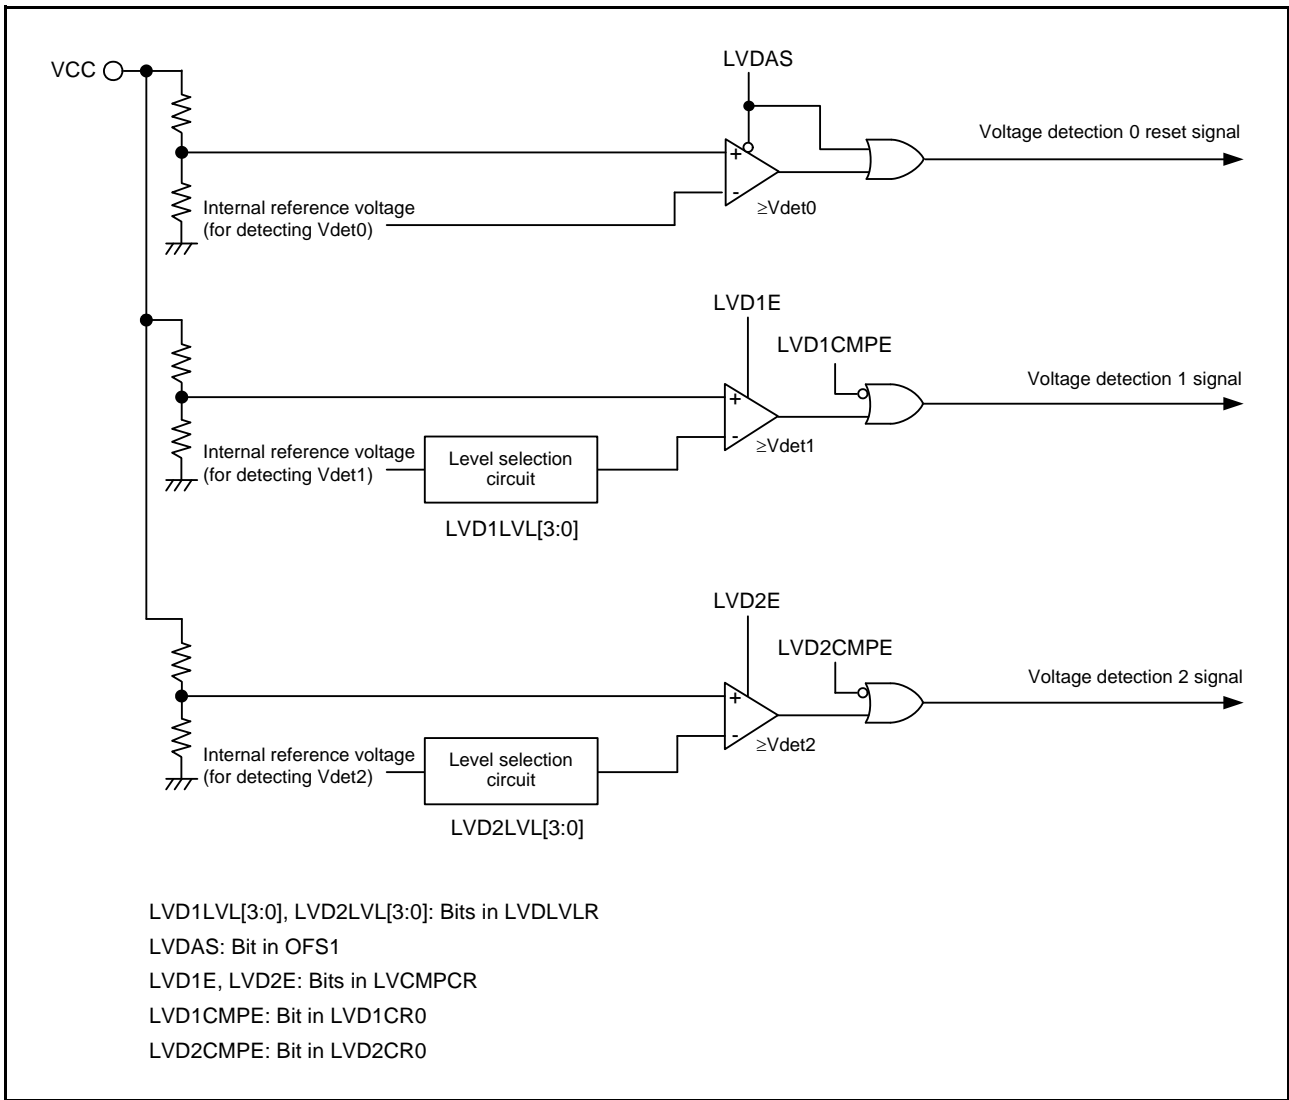 VCC
LVDAS
Voltage detection 0 reset signal
+
-
≥Vdet0
Internal reference voltage
(for detecting Vdet0)
LVD1E
LVD1CMPE
Voltage detection 1 signal
+
-
≥Vdet1
Internal reference voltage
(for detecting Vdet1)
Level selection
circuit
LVD1LVL[3:0]
LVD2E
LVD2CMPE
Voltage detection 2 signal
+
-
≥Vdet2
Internal reference voltage
(for detecting Vdet2)
Level selection
circuit
LVD2LVL[3:0]
LVD1LVL[3:0], LVD2LVL[3:0]: Bits in LVDLVLR
LVDAS: Bit in OFS1
LVD1E, LVD2E: Bits in LVCMPCR
LVD1CMPE: Bit in LVD1CR0
LVD2CMPE: Bit in LVD2CR0